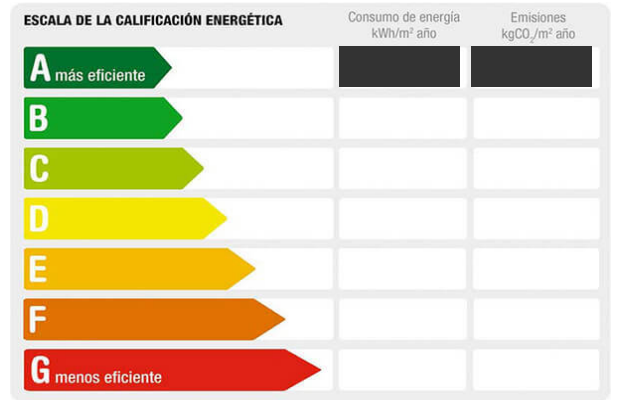 ESCALA DE LA CALIFICACIÓN ENERGÉTICA
Consumo de energía
kWh/m² año
Emisiones
kgCO₂/m² año
A más eficiente
B
C
D
E
F
G menos eficiente